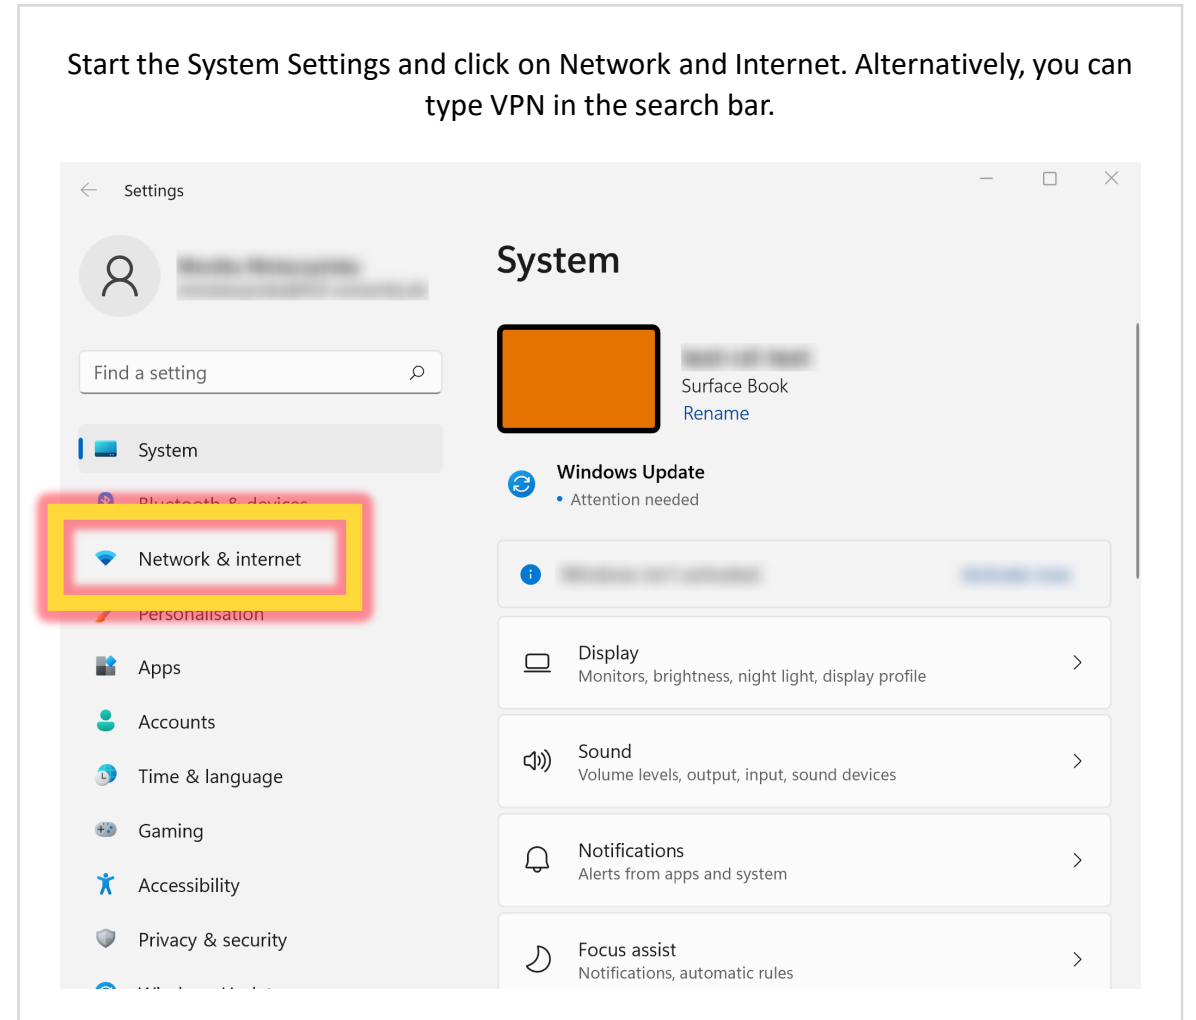 Start the System Settings and click on Network and Internet. Alternatively, you can
type VPN in the search bar.
Settings
System
Find a setting
Surface Book
Rename
System
Windows Update
Attention needed
Bluetooth & devices
Network & internet
Personalisation
Display
Monitors, brightness, night light, display profile
Apps
Accounts
Sound
Volume levels, output, input, sound devices
Time & language
Gaming
Notifications
Alerts from apps and system
Accessibility
Privacy & security
Focus assist
Notifications, automatic rules